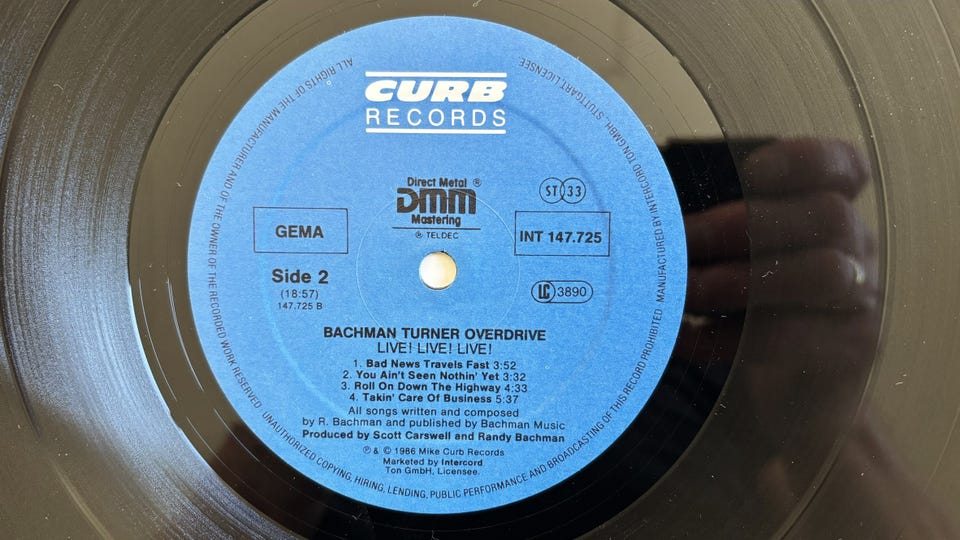 CURB
RECORDS
Direct Metal ®
DMM
Mastering
℗ TELDEC
ST 33
GEMA
INT 147.725
Side 2
(18:57)
147.725 B
LC 3890
BACHMAN TURNER OVERDRIVE
LIVE! LIVE! LIVE!
1. Bad News Travels Fast 3:52
2. You Ain't Seen Nothin' Yet 3:32
3. Roll On Down The Highway 4:33
4. Takin' Care Of Business 5:37
All songs written and composed
by R. Bachman and published by Bachman Music
Produced by Scott Carswell and Randy Bachman
℗ & © 1986 Mike Curb Records
Marketed by Intercord
Ton GmbH, Licensee.
ALL RIGHTS OF THE MANUFACTURER AND OF THE OWNER OF THE RECORDED WORK RESERVED. UNAUTHORIZED COPYING, HIRING, LENDING, PUBLIC PERFORMANCE AND BROADCASTING OF THIS RECORD PROHIBITED. MANUFACTURED BY INTERCORD TON GMBH. STUTTGART, LICENSEE.